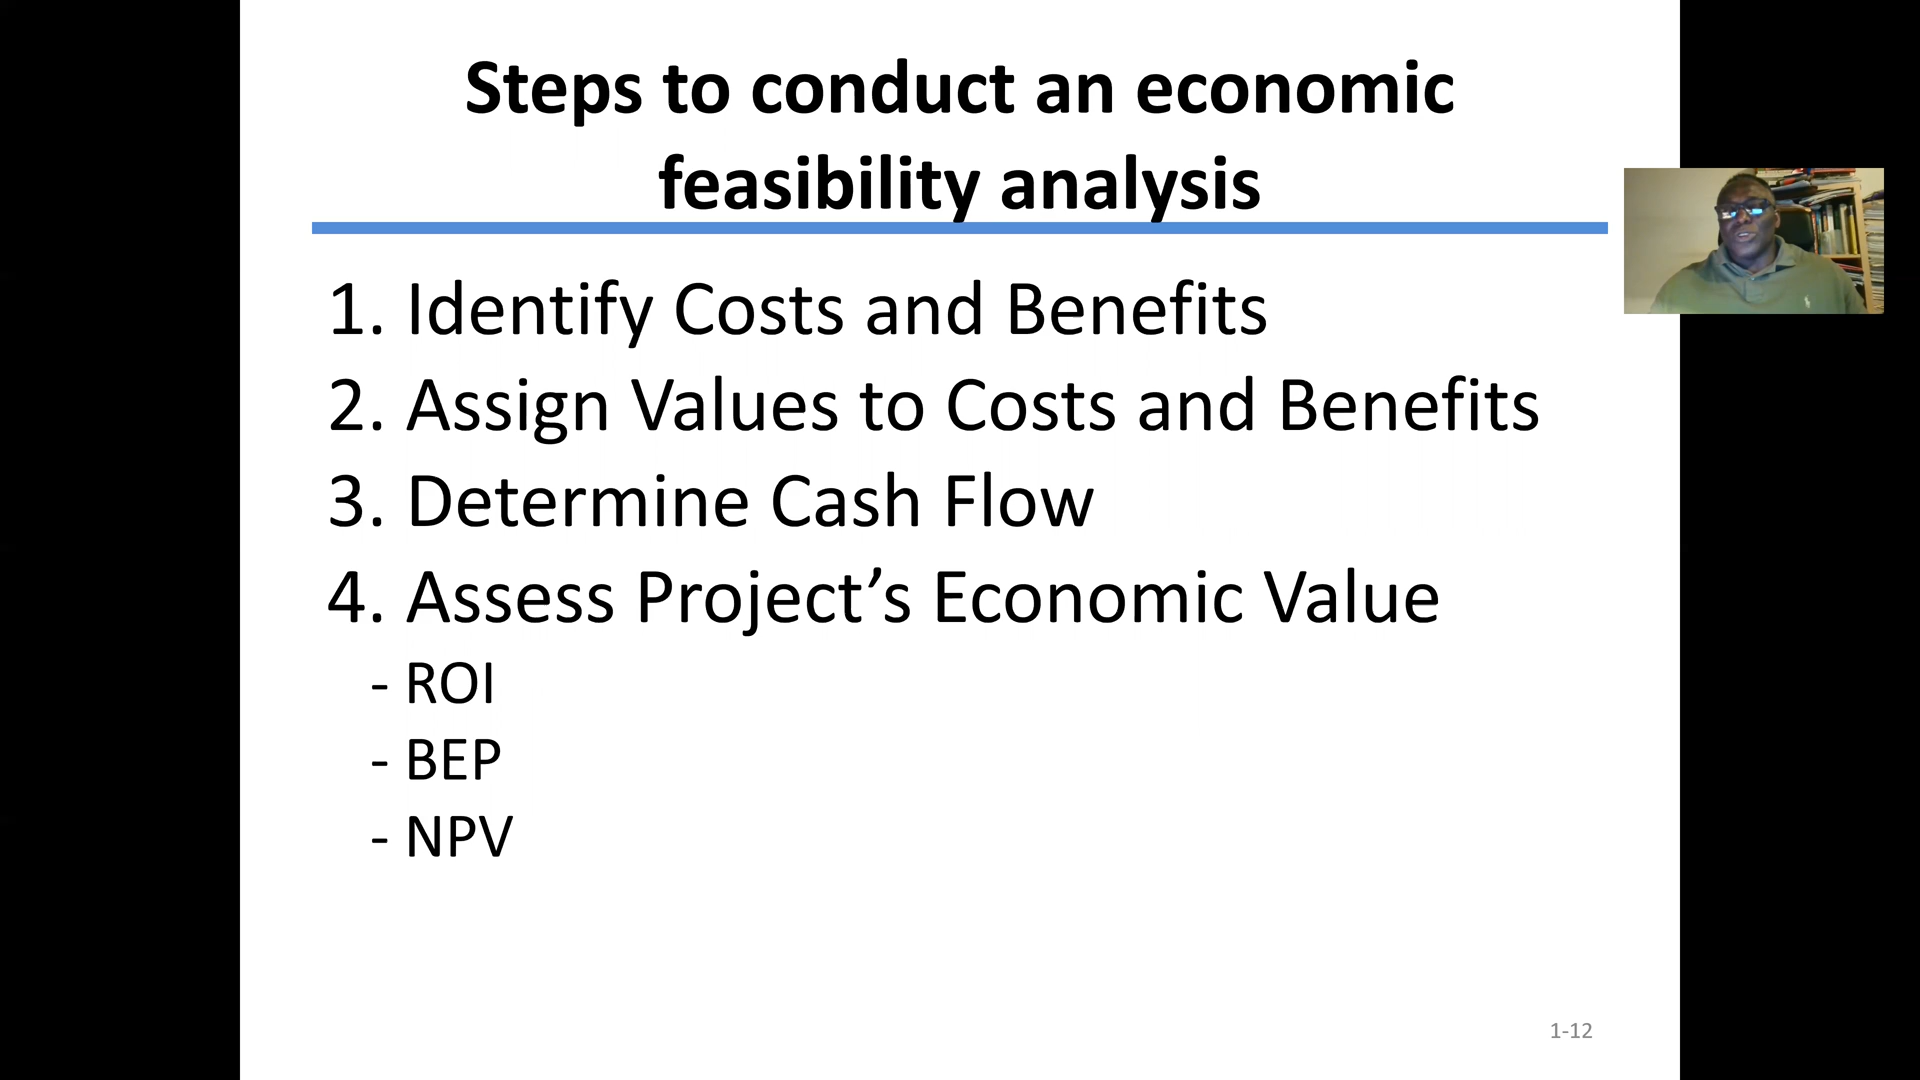 Steps to conduct an economic
feasibility analysis
1. Identify Costs and Benefits
2. Assign Values to Costs and Benefits
3. Determine Cash Flow
4. Assess Project’s Economic Value
- ROI
- BEP
- NPV
1-12